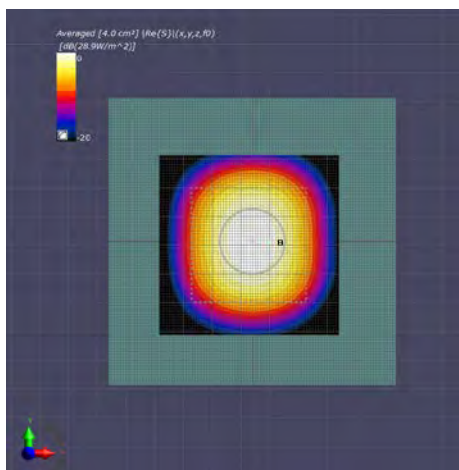 Averaged [4.0 cm²] |Re{S}|(x,y,z,f0)
[dB(28.9W/m^2)]
0
-20